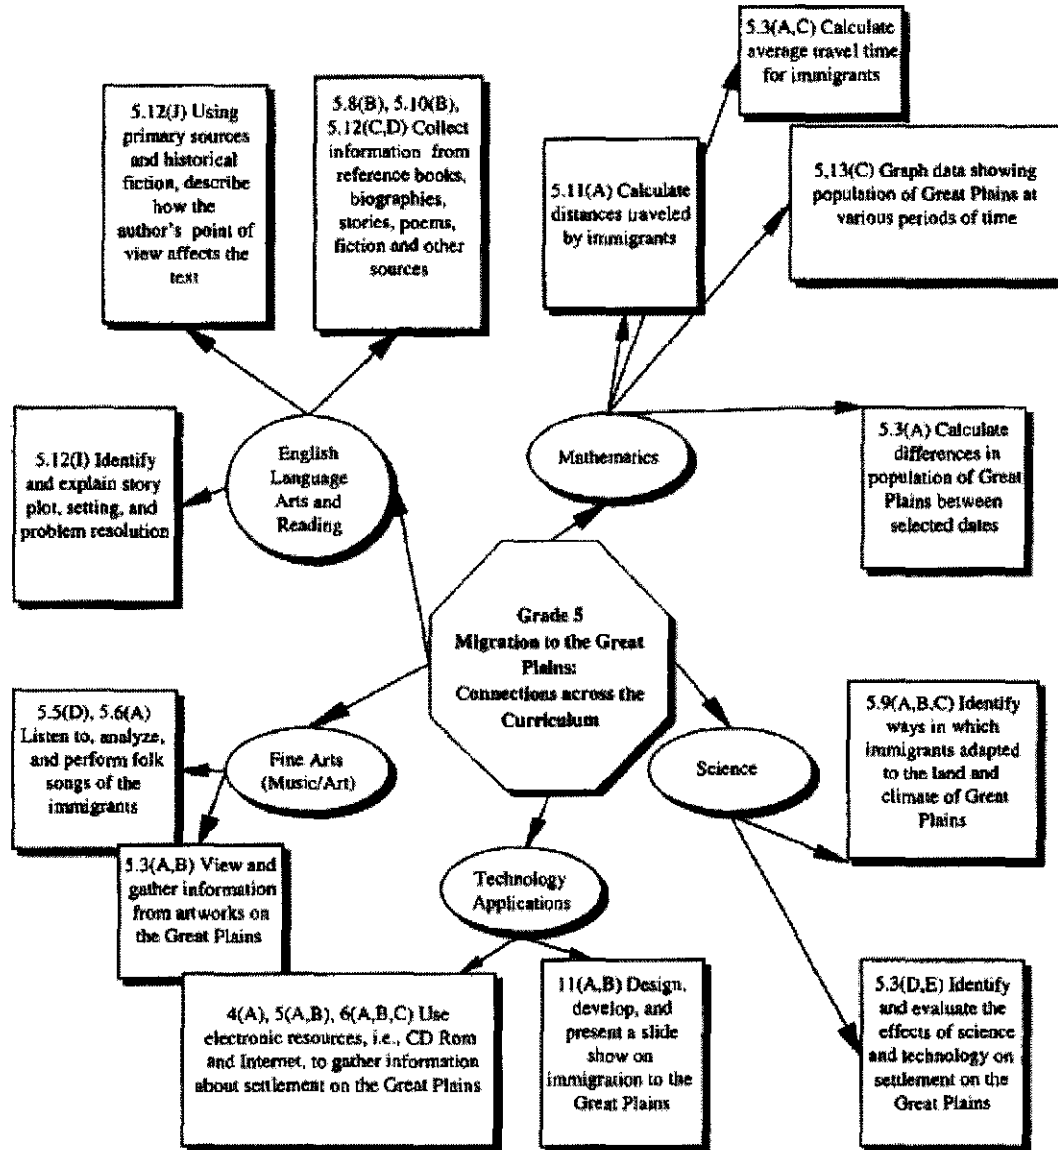 5.3(A,C) Calculate
average travel time
for immigrants
5.12(J) Using
primary sources
and historical
fiction, describe
how the
author's point of
view affects the
text
5.8(B), 5.10(B),
5.12(C,D) Collect
information from
reference books,
biographies,
stories, poems,
fiction and other
sources
5.11(A) Calculate
distances traveled
by immigrants
5,13(C) Graph data showing
population of Great Plains at
various periods of time
5.12(I) Identify
and explain story
plot, setting, and
problem resolution
English
Language
Arts and
Reading
Mathematics
5.3(A) Calculate
differences in
population of Great
Plains between
selected dates
Grade 5
Migration to the Great
Plains:
Connections across the
Curriculum
5.5(D), 5.6(A)
Listen to, analyze,
and perform folk
songs of the
immigrants
Fine Arts
(Music/Art)
Science
5.9(A,B,C) Identify
ways in which
immigrants adapted
to the land and
climate of Great
Plains
5.3(A,B) View and
gather information
from artworks on
the Great Plains
Technology
Applications
4(A), 5(A,B), 6(A,B,C) Use
electronic resources, i.e., CD Rom
and Internet, to gather information
about settlement on the Great Plains
11(A,B) Design,
develop, and
present a slide
show on
immigration to the
Great Plains
5.3(D,E) Identify
and evaluate the
effects of science
and technology on
settlement on the
Great Plains